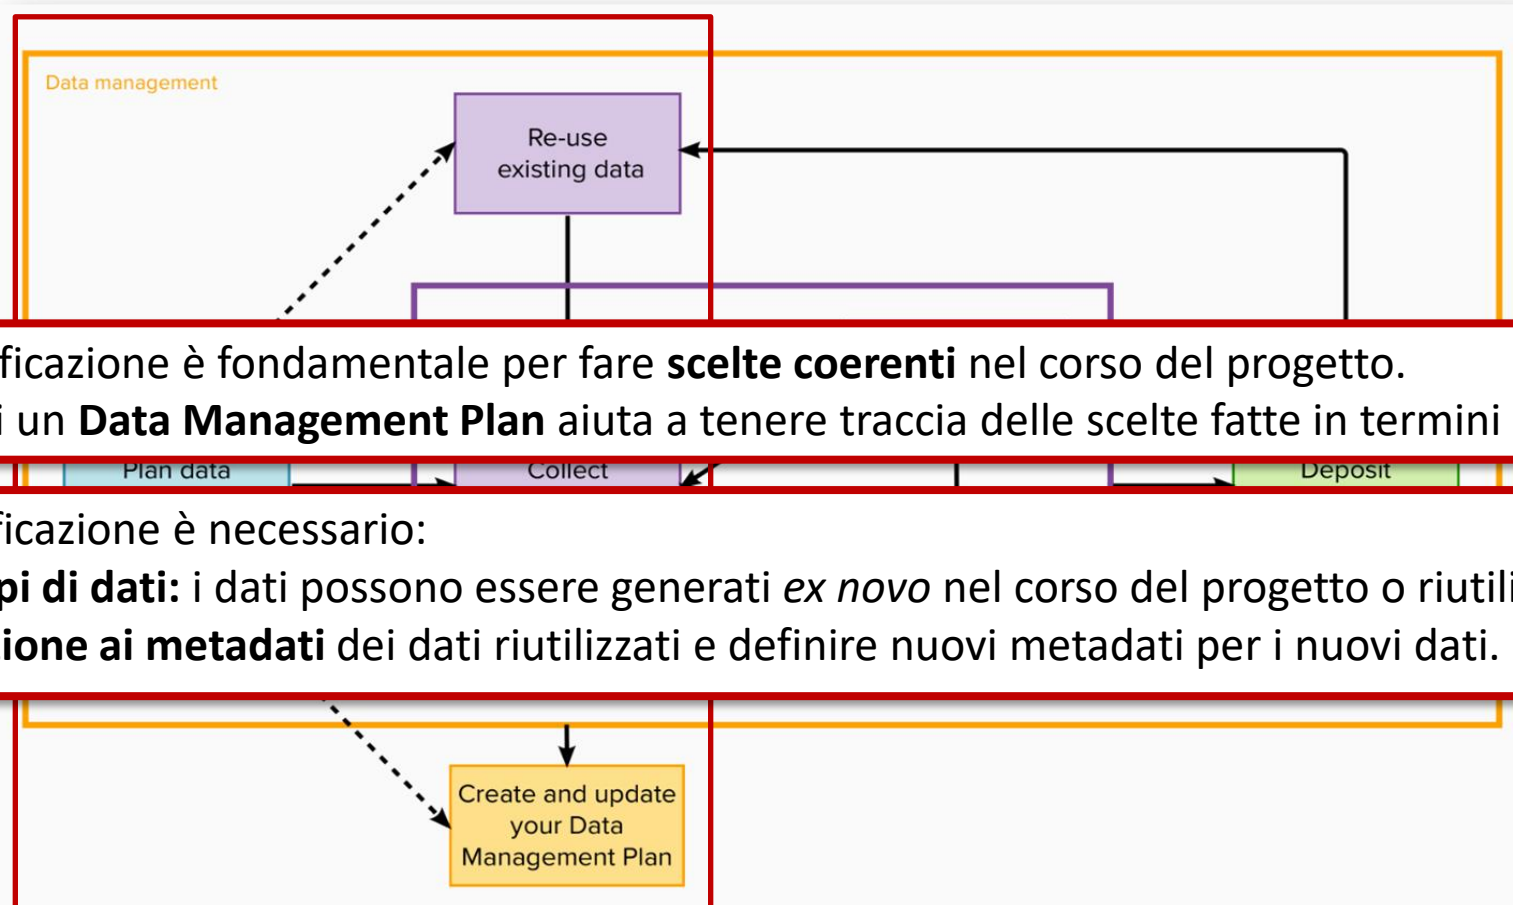 Data management
Re-use
existing data
ficazione è fondamentale per fare scelte coerenti nel corso del progetto.
i un Data Management Plan aiuta a tenere traccia delle scelte fatte in termini
Plan data
Collect
Deposit
ficazione è necessario:
pi di dati: i dati possono essere generati ex novo nel corso del progetto o riutili
zione ai metadati dei dati riutilizzati e definire nuovi metadati per i nuovi dati.
Create and update
your Data
Management Plan